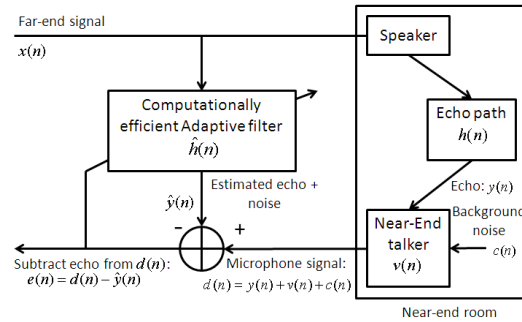 Far-end signal
x(n)
Speaker
Computationally
efficient Adaptive filter
ĥ(n)
Echo path
h(n)
Echo: y(n)
Estimated echo +
noise
ŷ(n)
- +
Near-End
talker
v(n)
Background
noise
c(n)
Subtract echo from d(n):
e(n) = d(n) − ŷ(n)
Microphone signal:
d(n) = y(n) + v(n) + c(n)
Near-end room